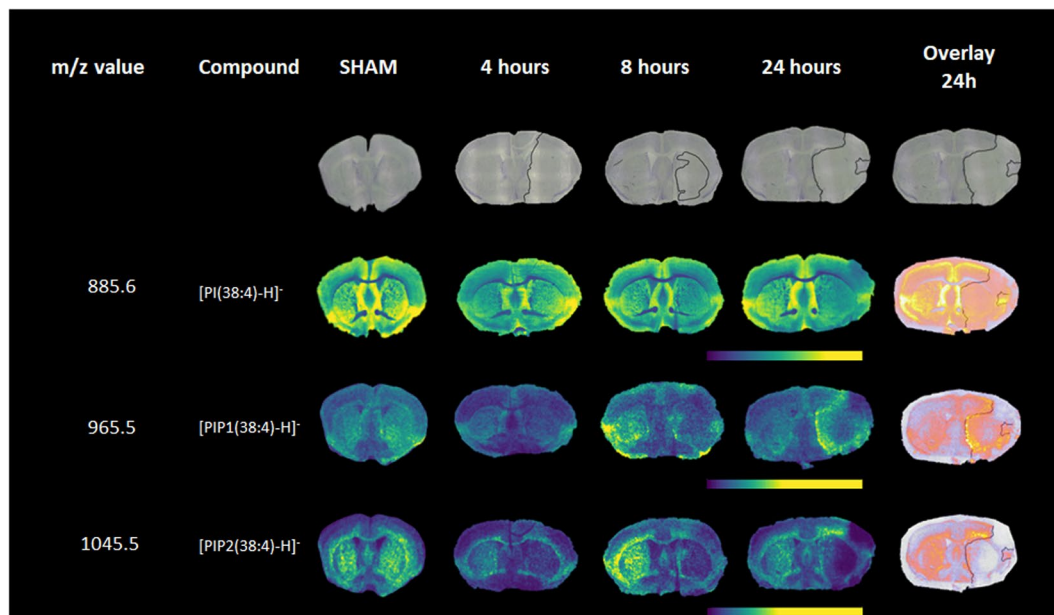 m/z value Compound SHAM 4 hours 8 hours 24 hours Overlay
24h
885.6 [PI(38:4)-H]⁻
965.5 [PIP1(38:4)-H]⁻
1045.5 [PIP2(38:4)-H]⁻